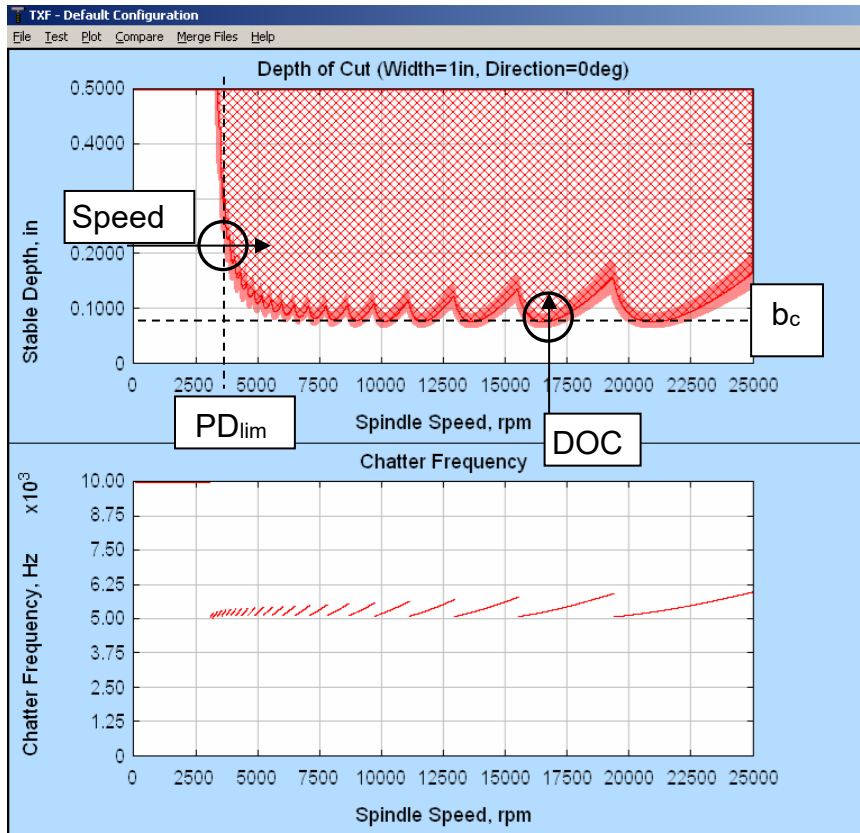 TXF - Default Configuration
File Test Plot Compare Merge Files Help
Depth of Cut (Width=1in, Direction=0deg)
Stable Depth, in
0.5000
0.4000
0.2000
0.1000
0
Speed
bc
PDlim
DOC
0 2500 5000 7500 10000 12500 15000 17500 20000 22500 25000
Spindle Speed, rpm
Chatter Frequency
Chatter Frequency, Hz x10³
10.00
8.75
7.50
6.25
5.00
3.75
2.50
1.25
0
0 2500 5000 7500 10000 12500 15000 17500 20000 22500 25000
Spindle Speed, rpm